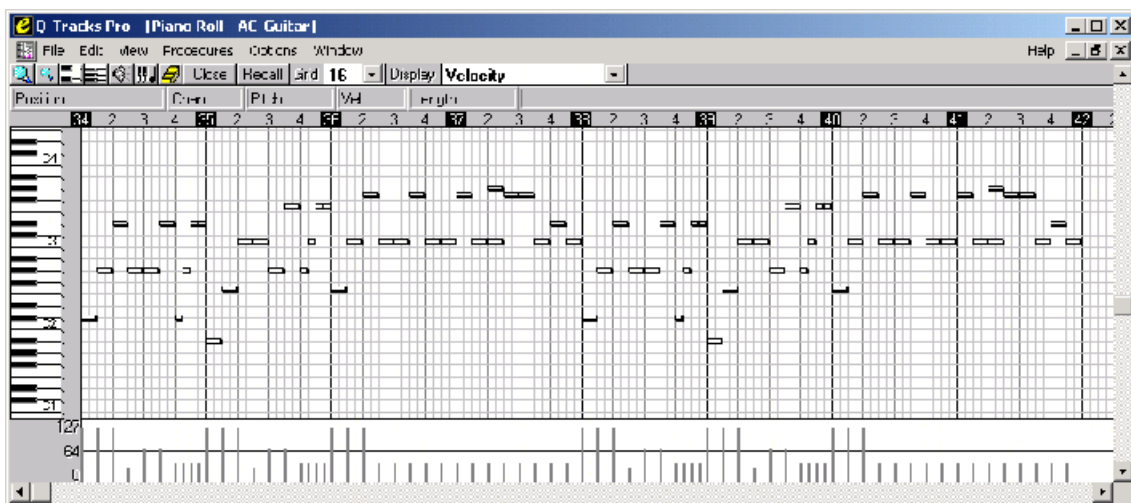 Q Tracks Pro [Piano Roll AC Guitar]
File Edit View Procedures Options Window Help
Close Recall Grid 16 Display Velocity
Position Pitch Vel Length
34 2 3 4 35 2 3 4 36 2 3 4 37 2 3 4 38 2 3 4 39 2 3 4 40 2 3 4 41 2 3 4 42
127
64
0